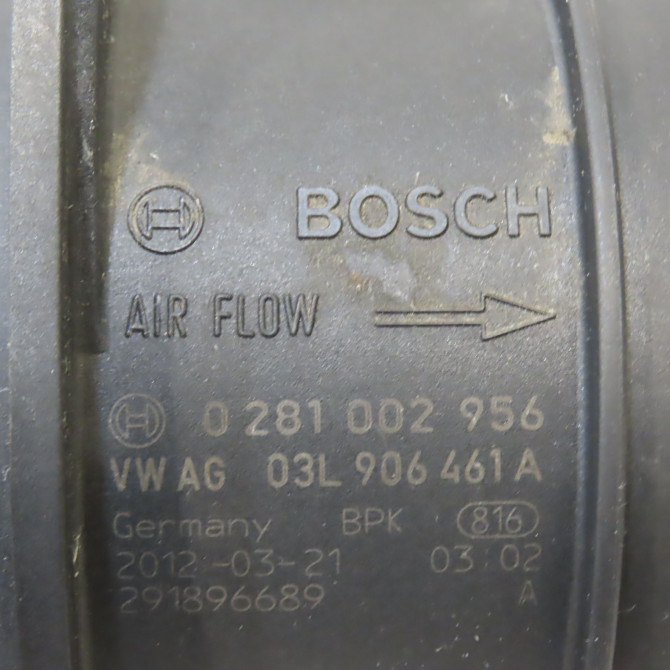 BOSCH
AIR FLOW
0 281 002 956
VW AG 03L 906 461 A
Germany BPK 816
2012-03-21 03:02
291896689 A